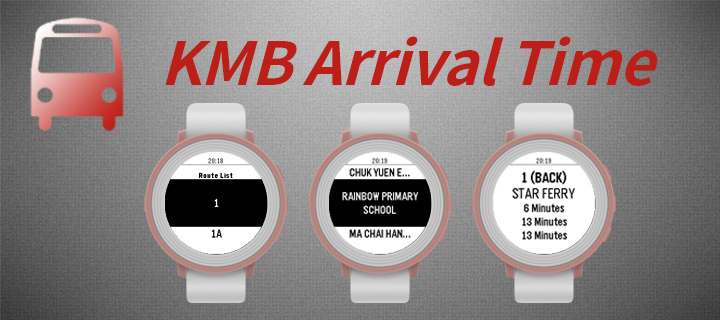 KMB Arrival Time
20:18
Route List
1
1A
20:19
CHUK YUEN E...
RAINBOW PRIMARY
SCHOOL
MA CHAI HAN...
20:19
1 (BACK)
STAR FERRY
6 Minutes
13 Minutes
13 Minutes